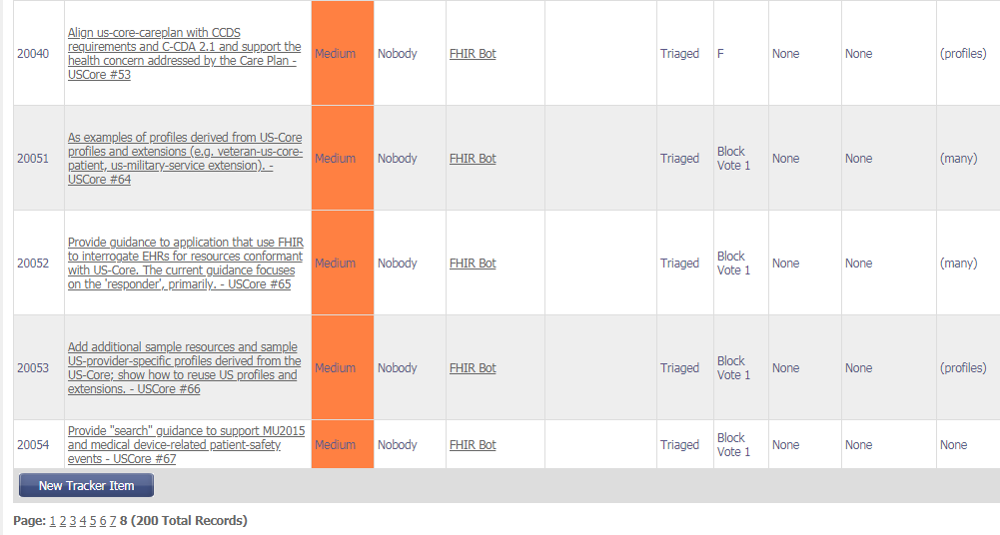 Align us-core-careplan with CCDS
requirements and C-CDA 2.1 and support the
20040 health concern addressed by the Care Plan - Medium Nobody FHIR Bot Triaged F None None (profiles)
USCore #53
As examples of profiles derived from US-Core
profiles and extensions (e.g. veteran-us-core-
20051 patient, us-military-service extension). - Medium Nobody FHIR Bot Triaged Block Vote 1 None None (many)
USCore #64
Provide guidance to application that use FHIR
to interrogate EHRs for resources conformant
20052 with US-Core. The current guidance focuses Medium Nobody FHIR Bot Triaged Block Vote 1 None None (many)
on the 'responder', primarily. - USCore #65
Add additional sample resources and sample
US-provider-specific profiles derived from the
20053 US-Core; show how to reuse US profiles and Medium Nobody FHIR Bot Triaged Block Vote 1 None None (profiles)
extensions. - USCore #66
Provide "search" guidance to support MU2015
20054 and medical device-related patient-safety Medium Nobody FHIR Bot Triaged Block Vote 1 None None None
events - USCore #67
New Tracker Item
Page: 1 2 3 4 5 6 7 8 (200 Total Records)